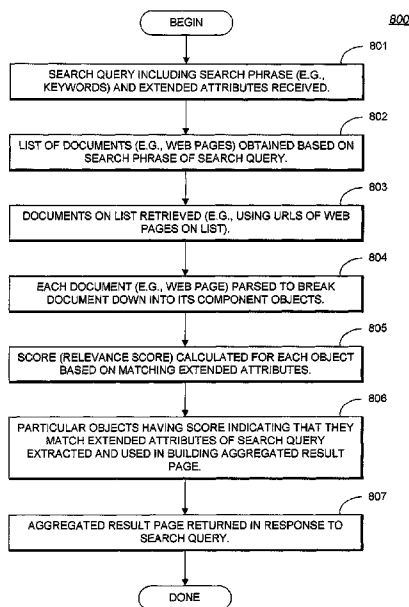 BEGIN
800
801
SEARCH QUERY INCLUDING SEARCH PHRASE (E.G.,
KEYWORDS) AND EXTENDED ATTRIBUTES RECEIVED.
802
LIST OF DOCUMENTS (E.G., WEB PAGES) OBTAINED BASED ON
SEARCH PHRASE OF SEARCH QUERY.
803
DOCUMENTS ON LIST RETRIEVED (E.G., USING URLS OF WEB
PAGES ON LIST).
804
EACH DOCUMENT (E.G., WEB PAGE) PARSED TO BREAK
DOCUMENT DOWN INTO ITS COMPONENT OBJECTS.
805
SCORE (RELEVANCE SCORE) CALCULATED FOR EACH OBJECT
BASED ON MATCHING EXTENDED ATTRIBUTES.
806
PARTICULAR OBJECTS HAVING SCORE INDICATING THAT THEY
MATCH EXTENDED ATTRIBUTES OF SEARCH QUERY
EXTRACTED AND USED IN BUILDING AGGREGATED RESULT
PAGE.
807
AGGREGATED RESULT PAGE RETURNED IN RESPONSE TO
SEARCH QUERY.
DONE